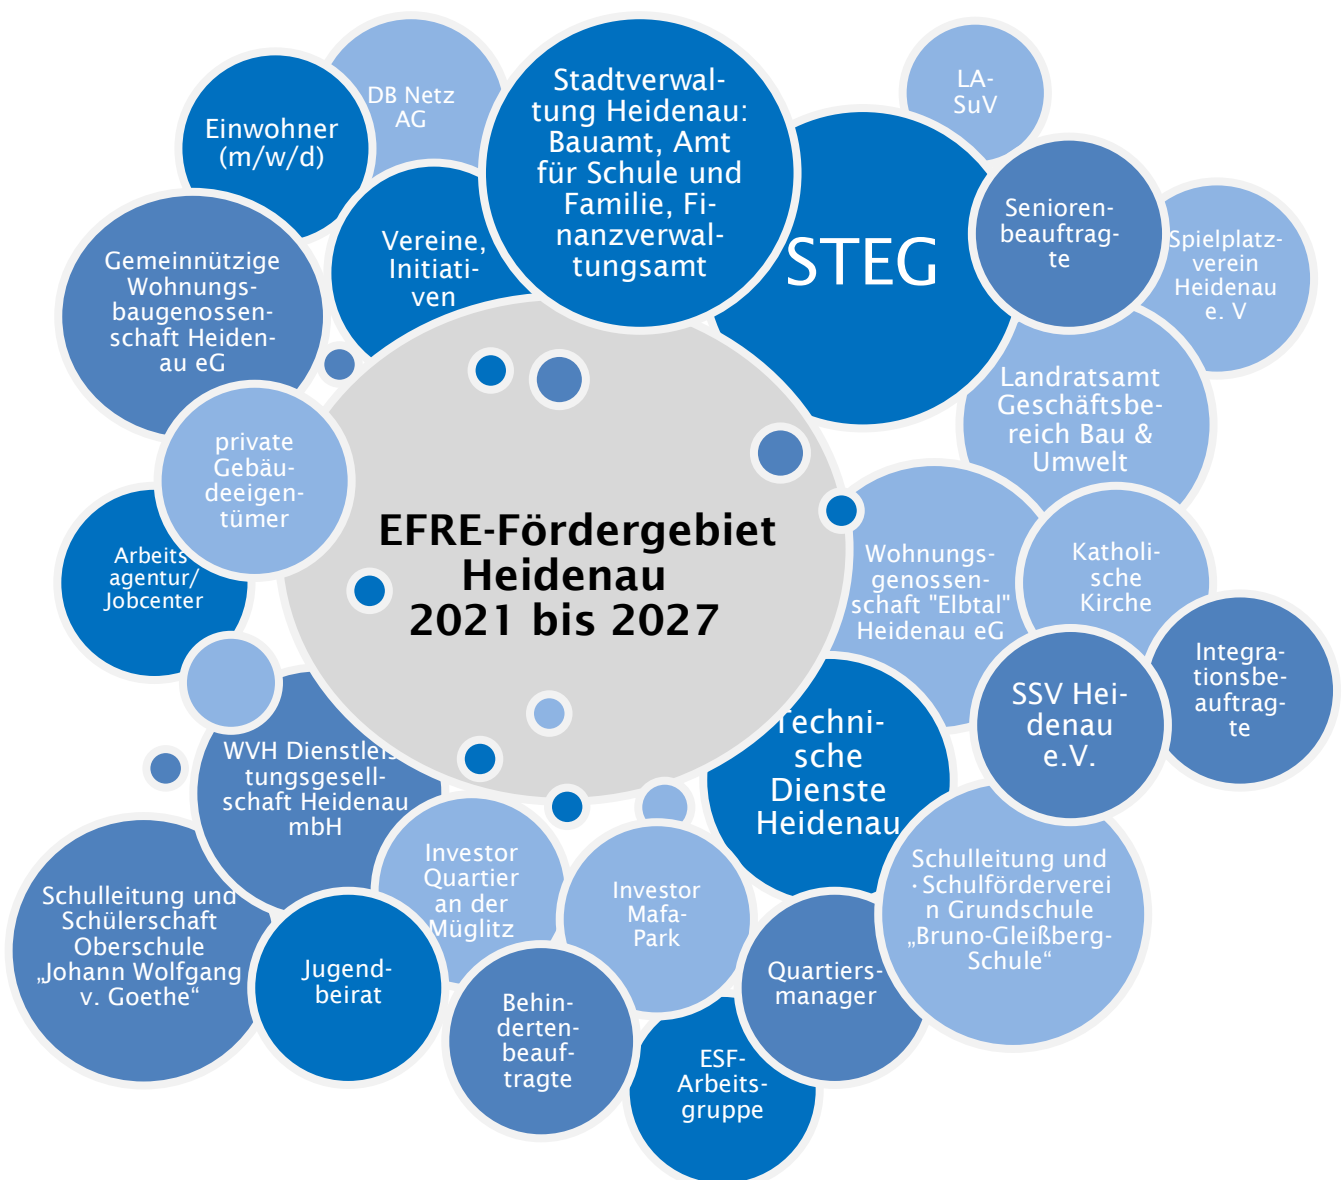 DB Netz
AG
Einwohner
(m/w/d)
Stadtverwal-
tung Heidenau:
Bauamt, Amt
für Schule und
Familie, Fi-
nanzverwal-
tungsamt
LA-
SuV
STEG
Senioren-
beauftrag-
te
Spielplatz-
verein
Heidenau
e. V
Vereine,
Initiati-
ven
Gemeinnützige
Wohnungs-
baugenossen-
schaft Heiden-
au eG
Landratsamt
Geschäftsbe-
reich Bau &
Umwelt
private
Gebäu-
deeigen-
tümer
EFRE-Fördergebiet
Heidenau
2021 bis 2027
Arbeits-
agentur/
Jobcenter
Wohnungs-
genossen-
schaft "Elbtal"
Heidenau eG
Katholi-
sche
Kirche
Integra-
tionsbe-
auftrag-
te
SSV Hei-
denau
e.V.
Techni-
sche
Dienste
Heidenau
WVH Dienstleis-
tungsgesell-
schaft Heidenau
mbH
Investor
Quartier
an der
Müglitz
Investor
Mafa-
Park
Schulleitung und
· Schulförderverei
n Grundschule
„Bruno-Gleißberg-
Schule“
Schulleitung und
Schülerschaft
Oberschule
„Johann Wolfgang
v. Goethe“
Jugend-
beirat
Quartiers-
manager
Behin-
derten-
beauf-
tragte
ESF-
Arbeits-
gruppe